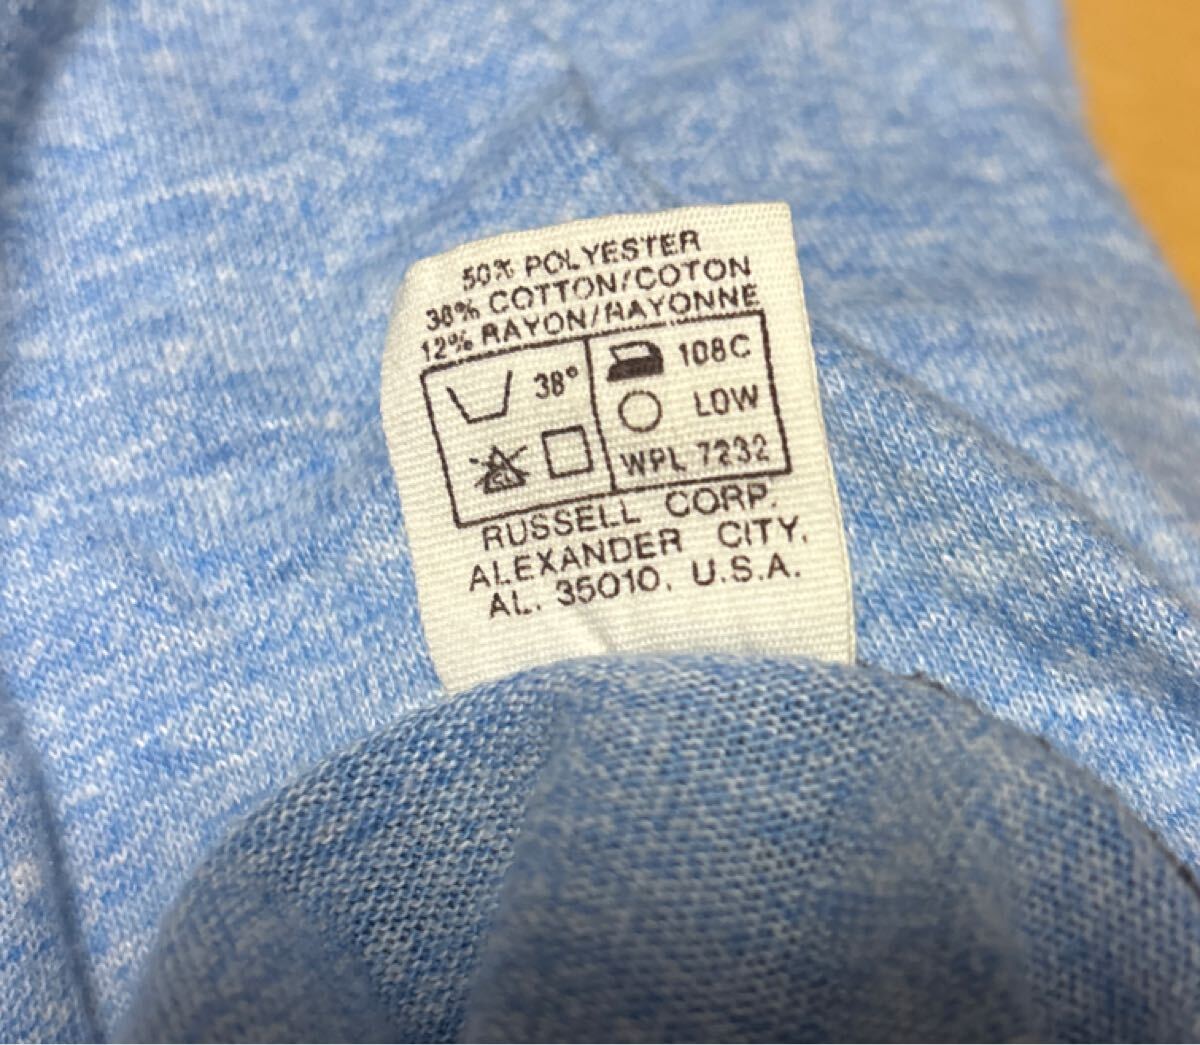 50% POLYESTER
38% COTTON/COTON
12% RAYON/RAYONNE
38°
108C
LOW
CL
WPL 7232
RUSSELL CORP.
ALEXANDER CITY,
AL. 35010, U.S.A.